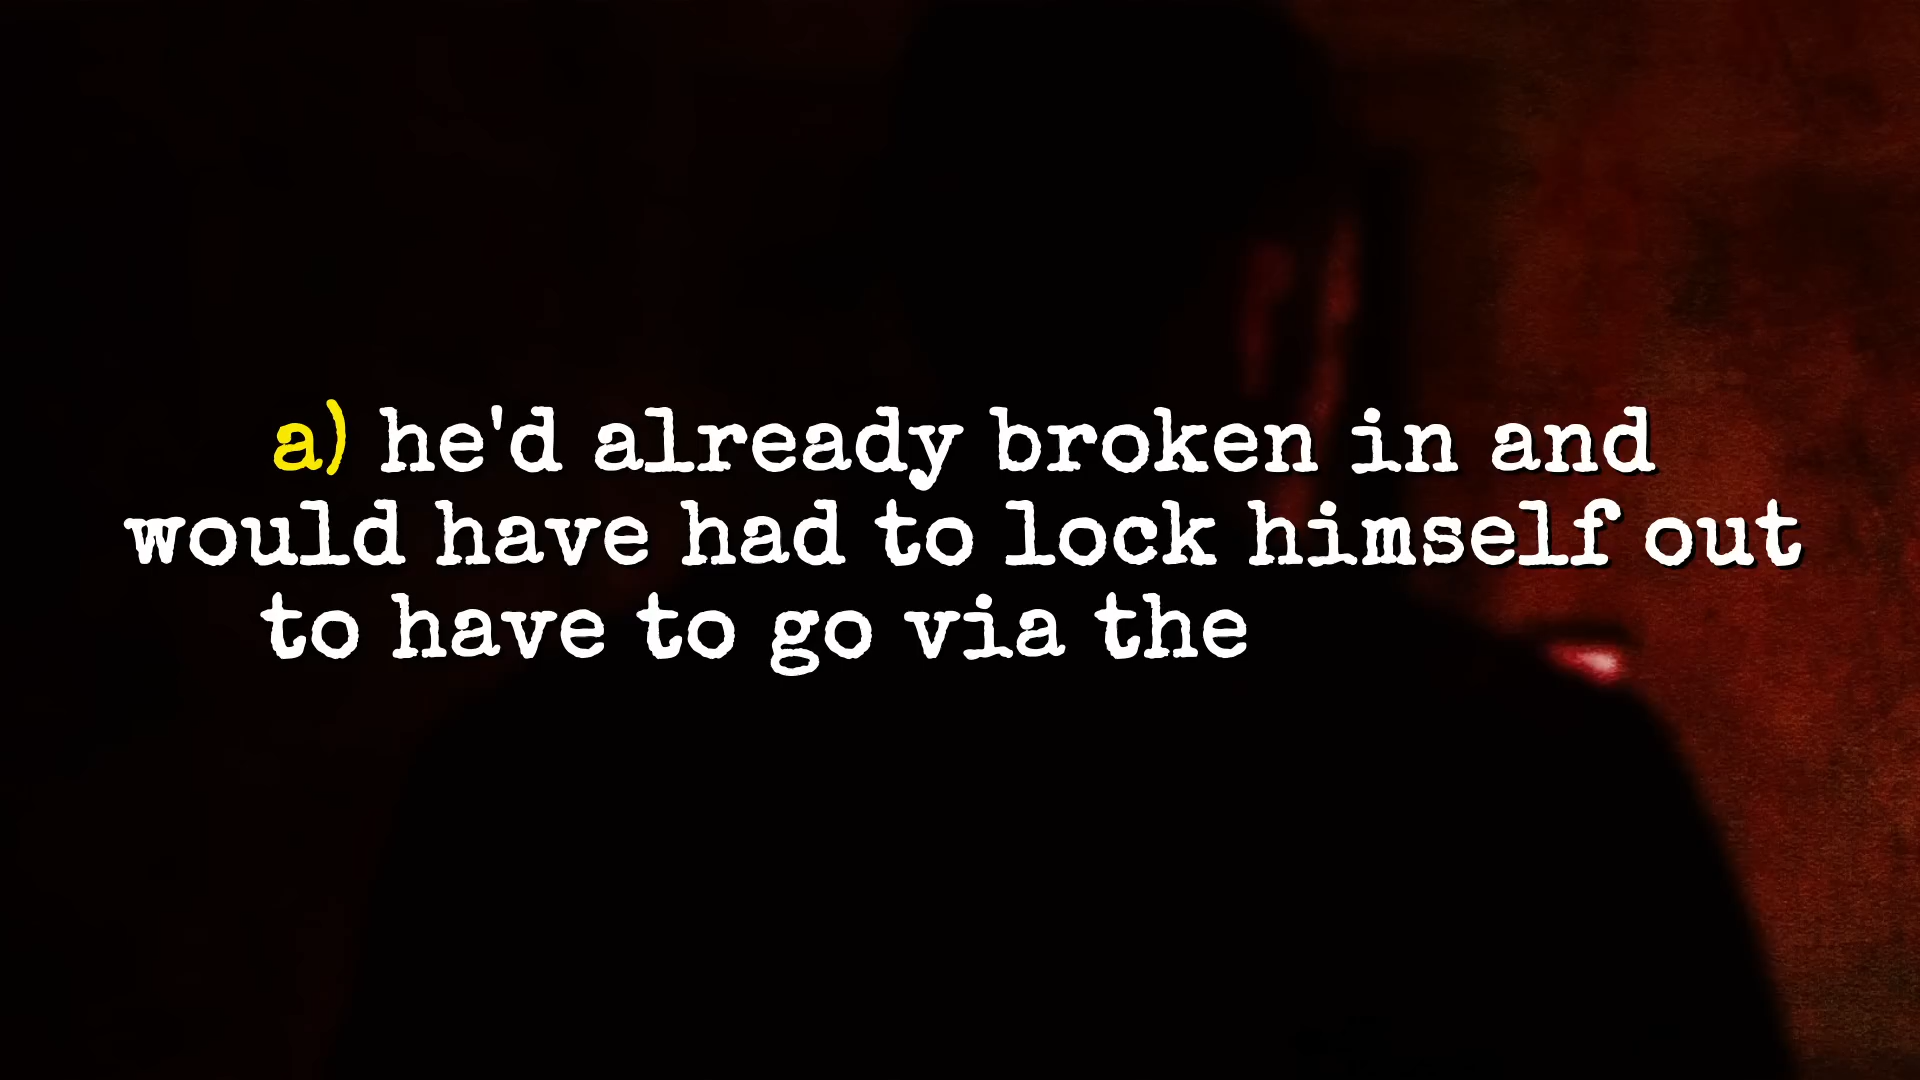 a) he'd already broken in and
would have had to lock himself out
to have to go via the